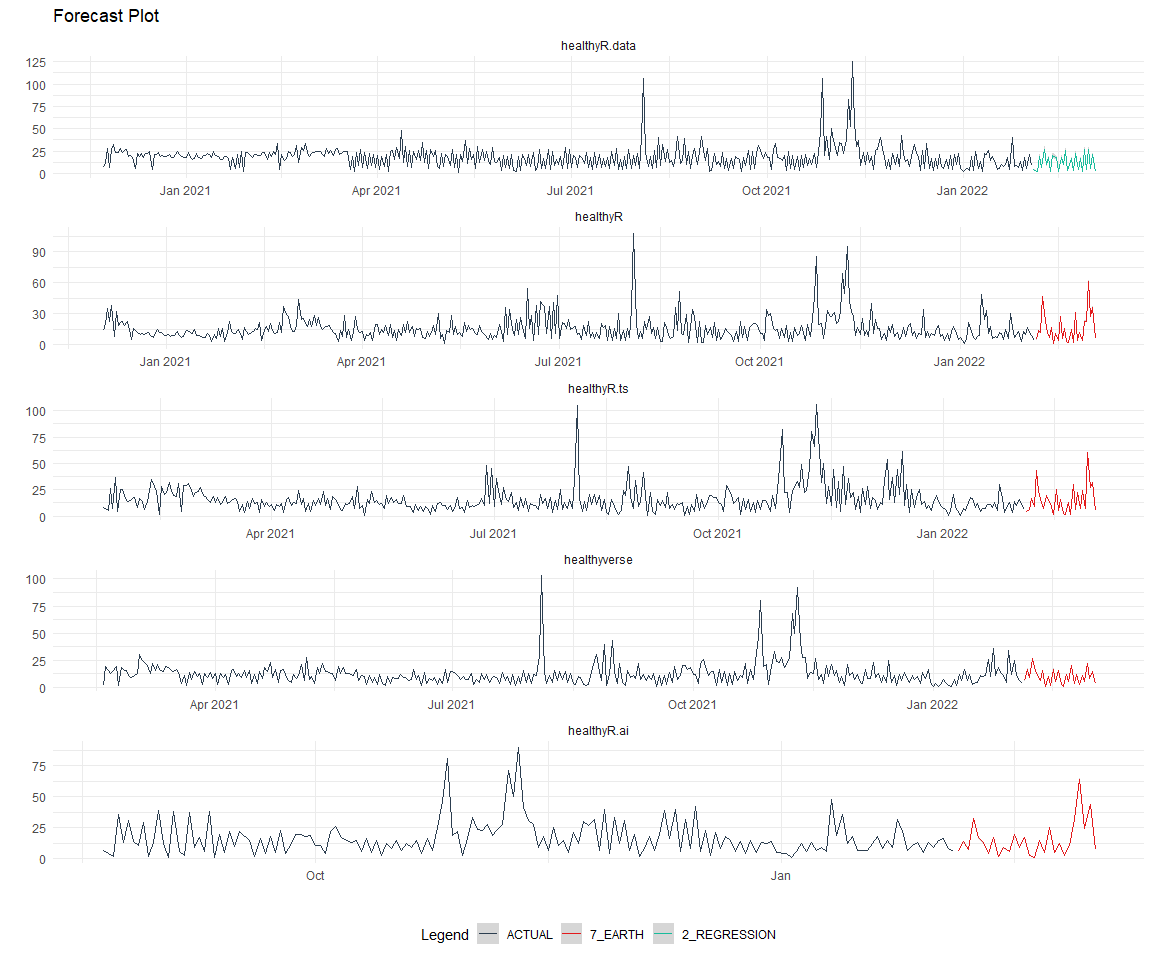 Forecast Plot
healthyR.data
125
100
75
50
25
0
Jan 2021 Apr 2021 Jul 2021 Oct 2021 Jan 2022
healthyR
90
60
30
0
Jan 2021 Apr 2021 Jul 2021 Oct 2021 Jan 2022
healthyR.ts
100
75
50
25
0
Apr 2021 Jul 2021 Oct 2021 Jan 2022
healthyverse
100
75
50
25
0
Apr 2021 Jul 2021 Oct 2021 Jan 2022
healthyR.ai
75
50
25
0
Oct Jan
Legend ACTUAL 7_EARTH 2_REGRESSION